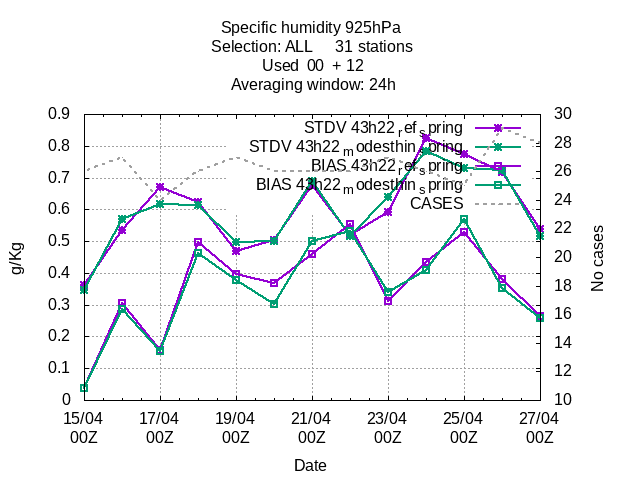 Specific humidity 925hPa
Selection: ALL 31 stations
Used 00 + 12
Averaging window: 24h
g/Kg
0.9
0.8
0.7
0.6
0.5
0.4
0.3
0.2
0.1
0
STDV 43h22_ref_spring
STDV 43h22_modesthin_spring
BIAS 43h22_ref_spring
BIAS 43h22_modesthin_spring
CASES
30
28
26
24
22
20
18
16
14
12
10
No cases
15/04 17/04 19/04 21/04 23/04 25/04 27/04
00Z 00Z 00Z 00Z 00Z 00Z 00Z
Date